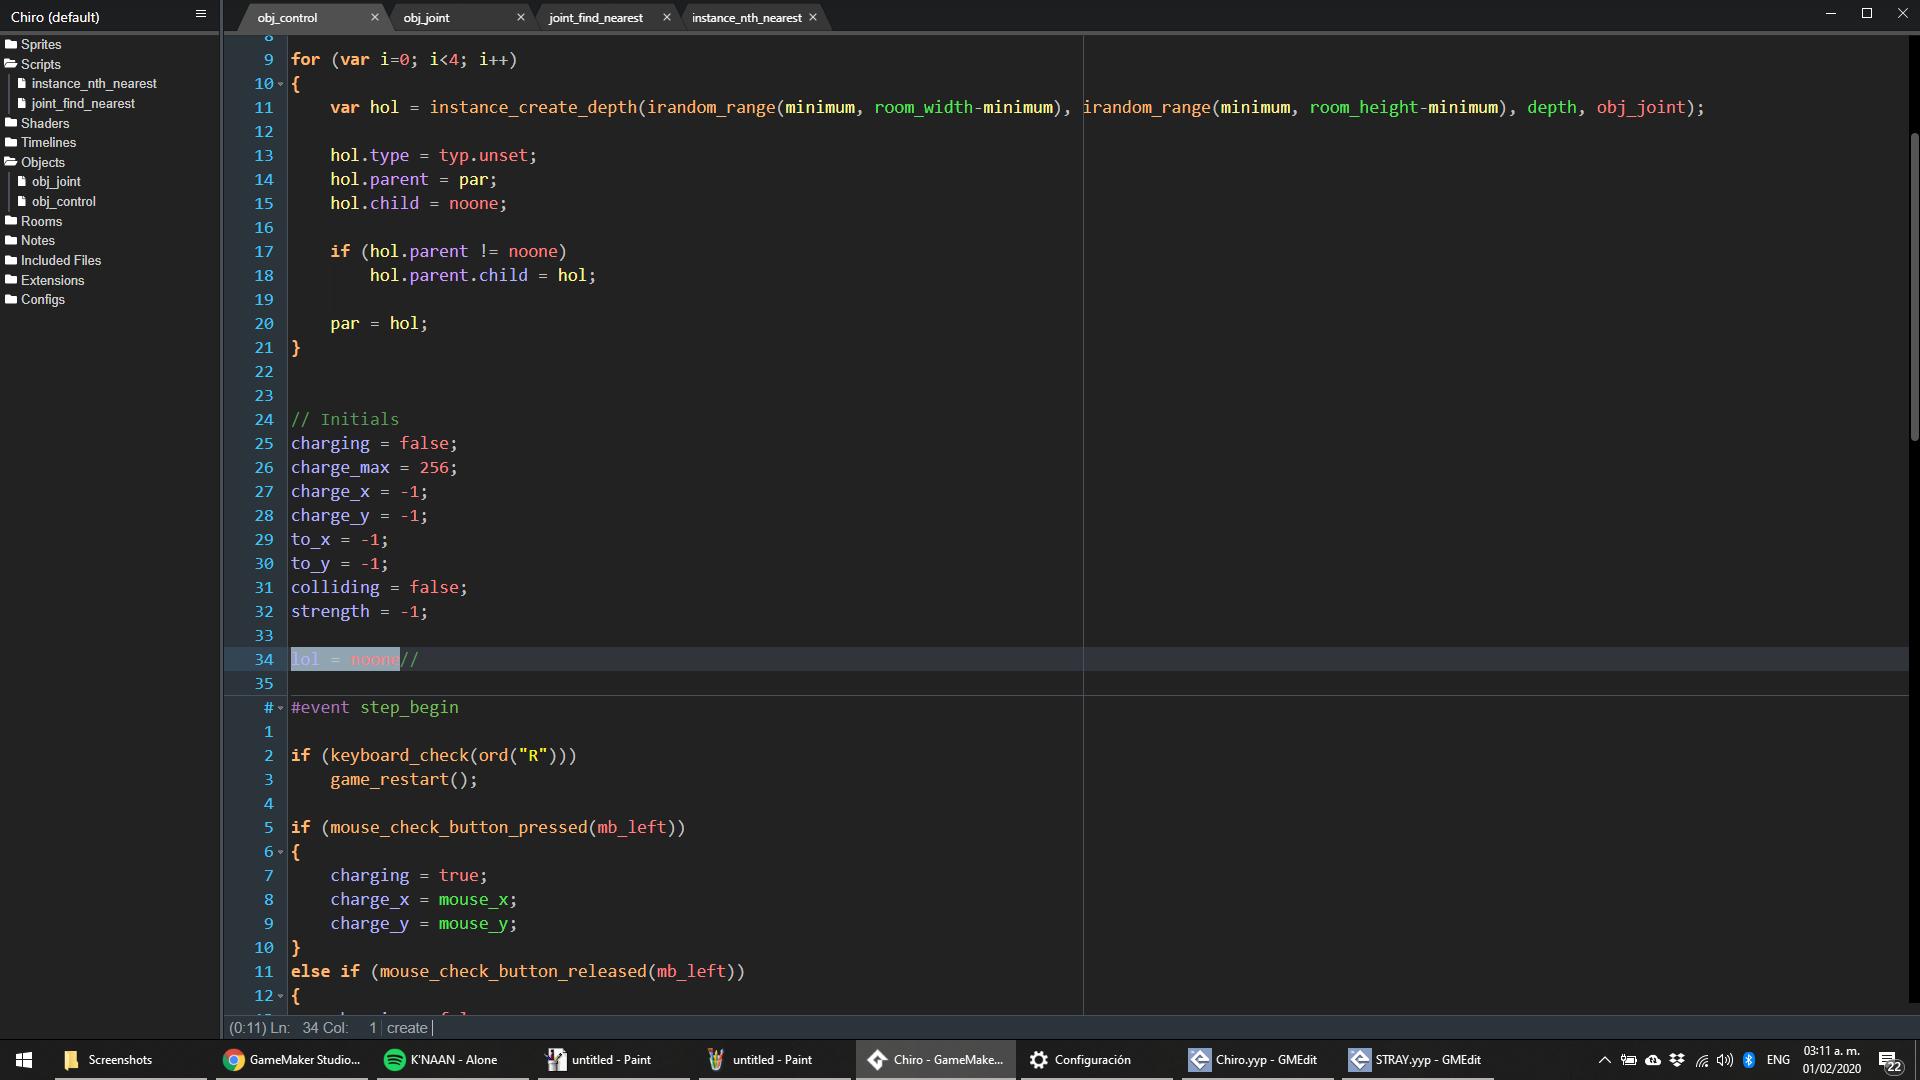 Chiro (default)
obj_control
obj_joint
joint_find_nearest
instance_nth_nearest
Sprites
Scripts
instance_nth_nearest
joint_find_nearest
Shaders
Timelines
Objects
obj_joint
obj_control
Rooms
Notes
Included Files
Extensions
Configs
8
9 for (var i=0; i<4; i++)
10 {
11 var hol = instance_create_depth(irandom_range(minimum, room_width-minimum), irandom_range(minimum, room_height-minimum), depth, obj_joint);
12
13 hol.type = typ.unset;
14 hol.parent = par;
15 hol.child = noone;
16
17 if (hol.parent != noone)
18 hol.parent.child = hol;
19
20 par = hol;
21 }
22
23
24 // Initials
25 charging = false;
26 charge_max = 256;
27 charge_x = -1;
28 charge_y = -1;
29 to_x = -1;
30 to_y = -1;
31 colliding = false;
32 strength = -1;
33
34 lol = noone//
35
# #event step_begin
1
2 if (keyboard_check(ord("R")))
3 game_restart();
4
5 if (mouse_check_button_pressed(mb_left))
6 {
7 charging = true;
8 charge_x = mouse_x;
9 charge_y = mouse_y;
10 }
11 else if (mouse_check_button_released(mb_left))
12 {
(0:11) Ln: 34 Col: 1 create
Screenshots
GameMaker Studio...
K'NAAN - Alone
untitled - Paint
untitled - Paint
Chiro - GameMake...
Configuración
Chiro.yyp - GMEdit
STRAY.yyp - GMEdit
ENG
03:11 a. m.
01/02/2020
22